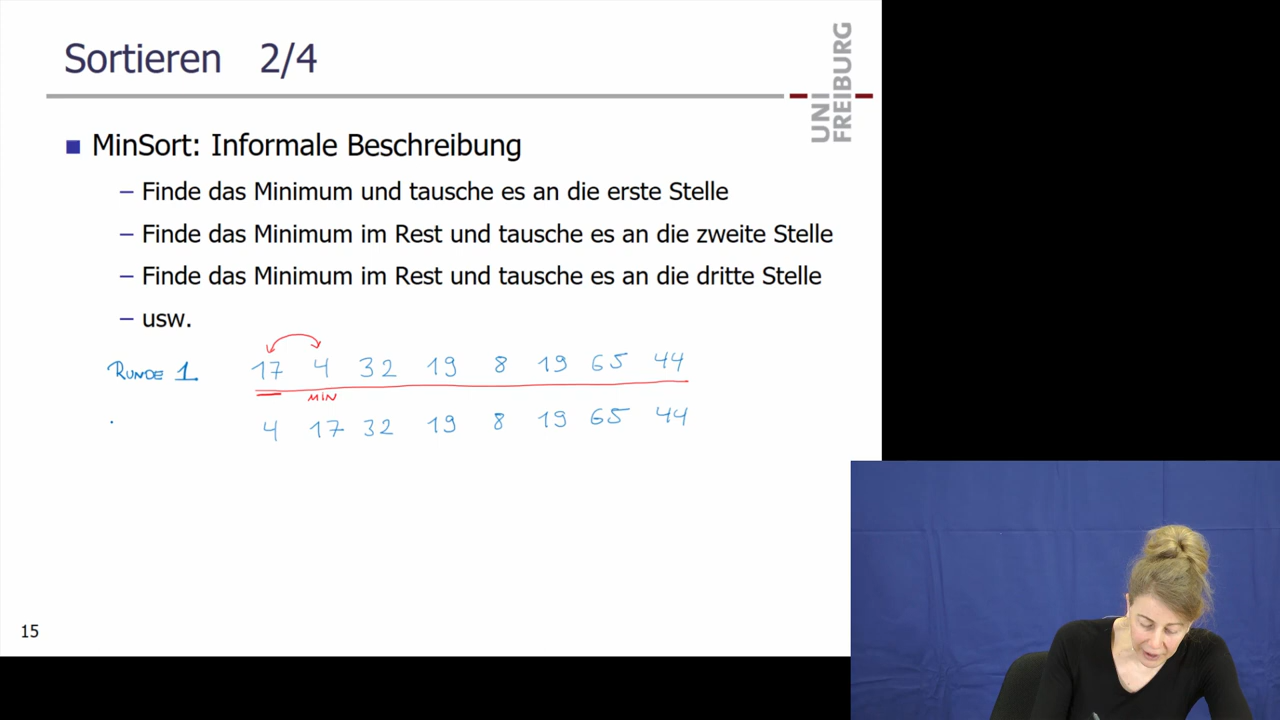 Sortieren 2/4
UNI
FREIBURG
MinSort: Informale Beschreibung
– Finde das Minimum und tausche es an die erste Stelle
– Finde das Minimum im Rest und tausche es an die zweite Stelle
– Finde das Minimum im Rest und tausche es an die dritte Stelle
– usw.
RUNDE 1 17 4 32 19 8 19 65 44
MIN
4 17 32 19 8 19 65 44
15